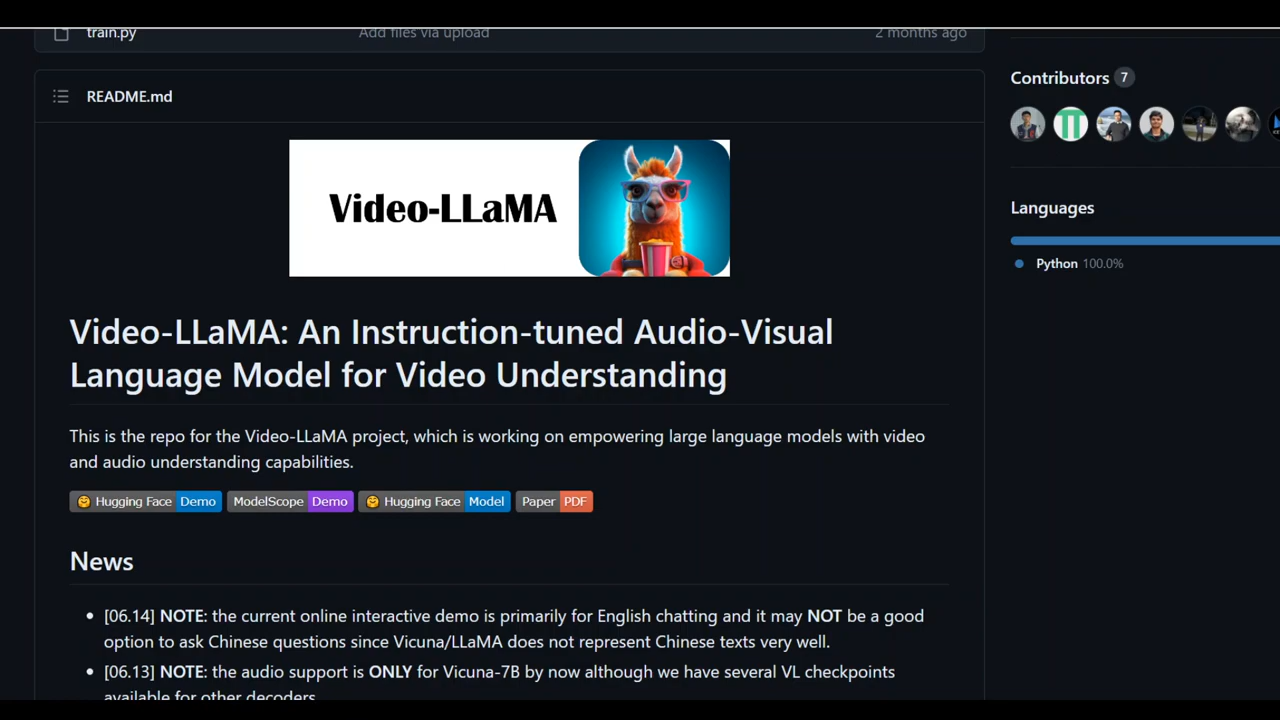 train.py Add files via upload 2 months ago
README.md
Contributors 7
Video-LLaMA
Languages
Python 100.0%
Video-LLaMA: An Instruction-tuned Audio-Visual
Language Model for Video Understanding
This is the repo for the Video-LLaMA project, which is working on empowering large language models with video
and audio understanding capabilities.
Hugging Face Demo ModelScope Demo Hugging Face Model Paper PDF
News
[06.14] NOTE: the current online interactive demo is primarily for English chatting and it may NOT be a good
option to ask Chinese questions since Vicuna/LLaMA does not represent Chinese texts very well.
[06.13] NOTE: the audio support is ONLY for Vicuna-7B by now although we have several VL checkpoints
available for other decoders.